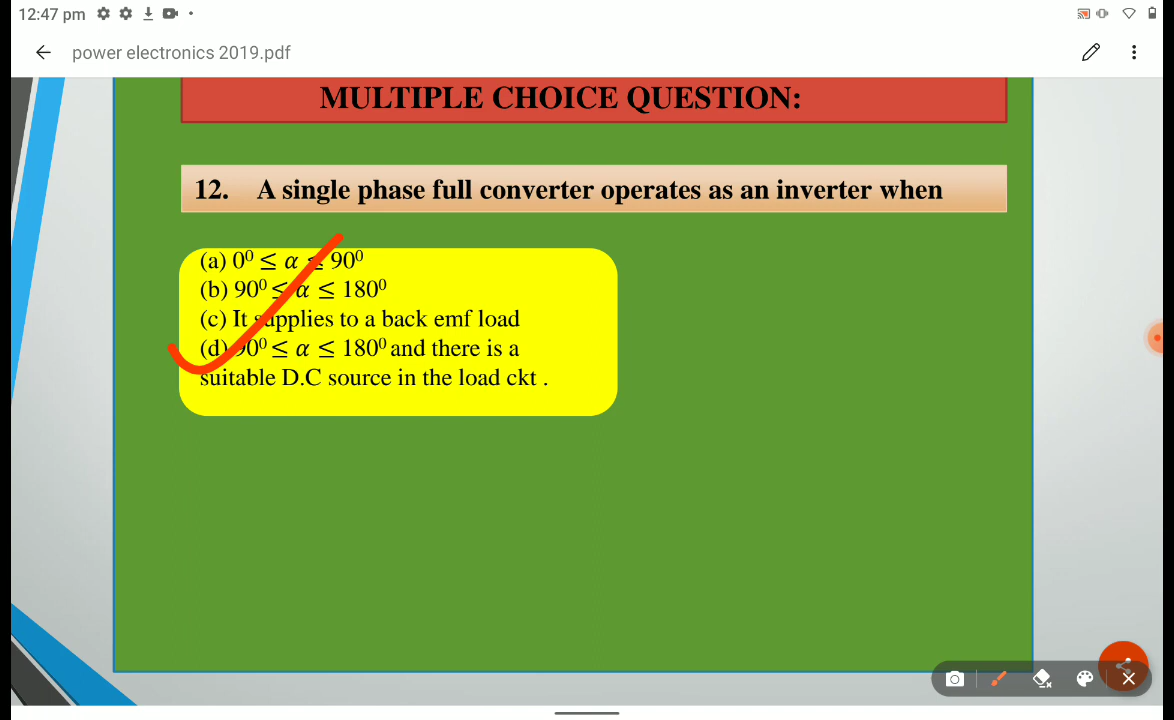 12:47 pm
power electronics 2019.pdf
MULTIPLE CHOICE QUESTION:
12. A single phase full converter operates as an inverter when
(a) 0⁰ ≤ α ≤ 90⁰
(b) 90⁰ ≤ α ≤ 180⁰
(c) It supplies to a back emf load
(d) 90⁰ ≤ α ≤ 180⁰ and there is a
suitable D.C source in the load ckt .